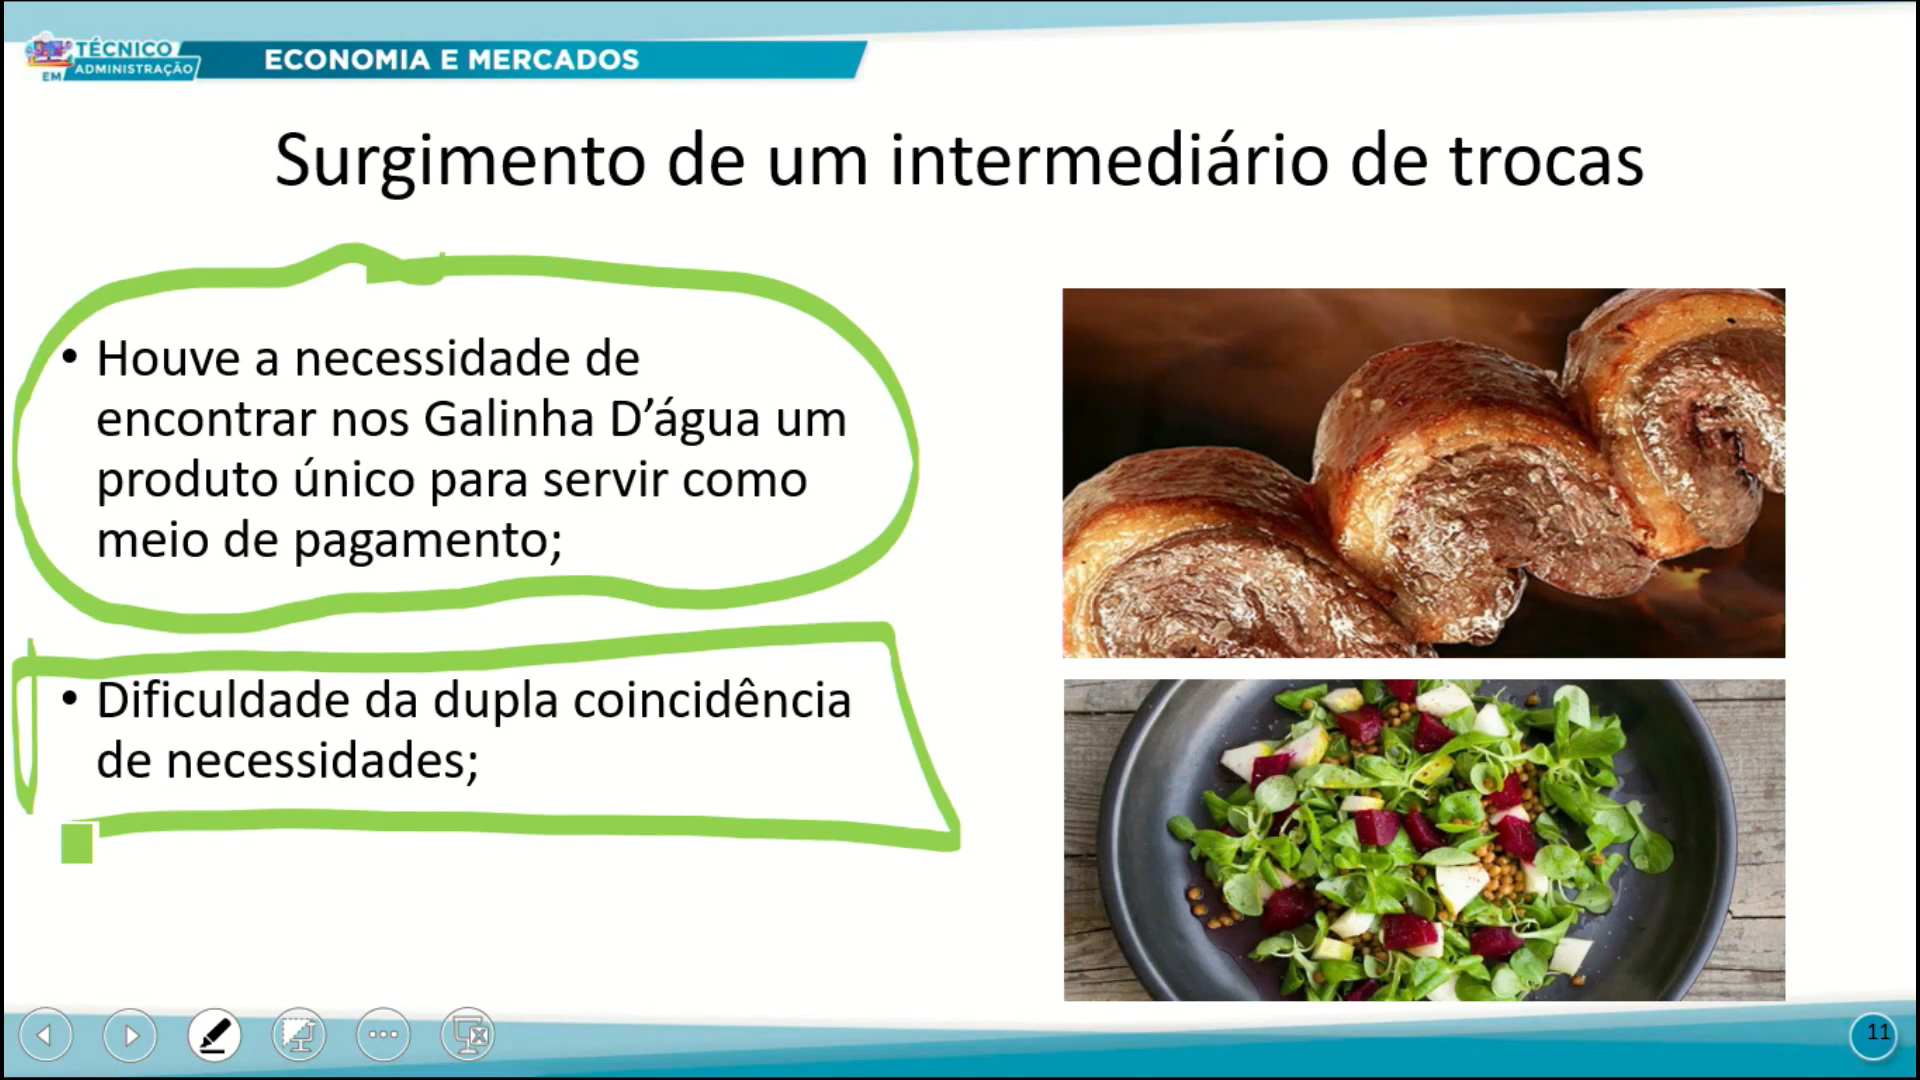 TÉCNICO
EM ADMINISTRAÇÃO
ECONOMIA E MERCADOS
Surgimento de um intermediário de trocas
• Houve a necessidade de
encontrar nos Galinha D’água um
produto único para servir como
meio de pagamento;
• Dificuldade da dupla coincidência
de necessidades;
11